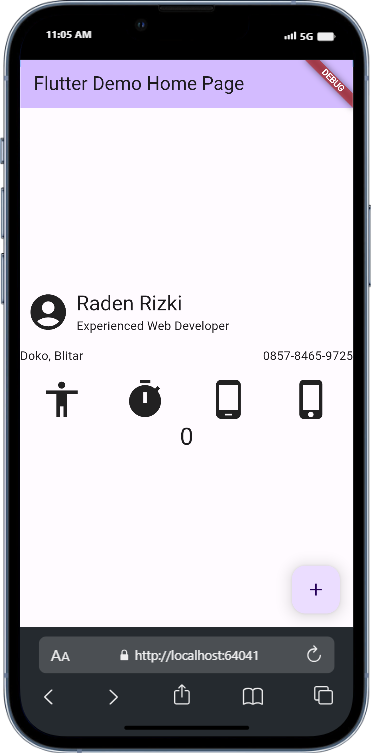 11:05 AM 5G
Flutter Demo Home Page
DEBUG
Raden Rizki
Experienced Web Developer
Doko, Blitar 0857-8465-9725
0
+
AA http://localhost:64041